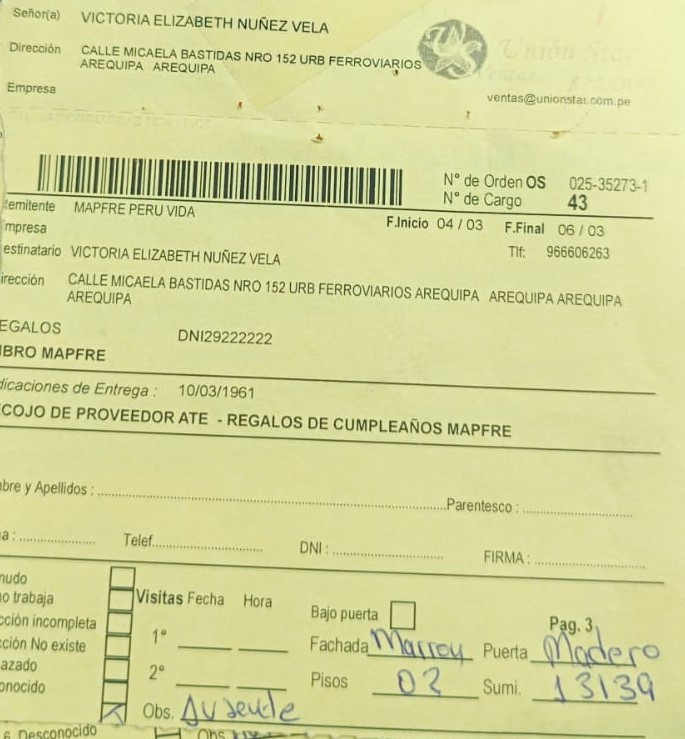 Señor(a) VICTORIA ELIZABETH NUÑEZ VELA
Dirección CALLE MICAELA BASTIDAS NRO 152 URB FERROVIARIOS
AREQUIPA AREQUIPA
Unión Star
Empresa
ventas@unionstar.com.pe
N° de Orden OS 025-35273-1
N° de Cargo 43
emitente MAPFRE PERU VIDA
F.Inicio 04 / 03 F.Final 06 / 03
mpresa
Tlf: 966606263
estinatario VICTORIA ELIZABETH NUÑEZ VELA
irección CALLE MICAELA BASTIDAS NRO 152 URB FERROVIARIOS AREQUIPA AREQUIPA AREQUIPA
AREQUIPA
EGALOS DNI29222222
IBRO MAPFRE
dicaciones de Entrega : 10/03/1961
COJO DE PROVEEDOR ATE - REGALOS DE CUMPLEAÑOS MAPFRE
bre y Apellidos : Parentesco :
a : Telef. DNI : FIRMA :
nudo
o trabaja Visitas Fecha Hora
Bajo puerta Pag. 3
cción incompleta 1°
Fachada Marron Puerta Madero
cción No existe
azado 2°
Pisos 02 Sumi. 13139
onocido
Obs. Ausente
6. Desconocido Obs